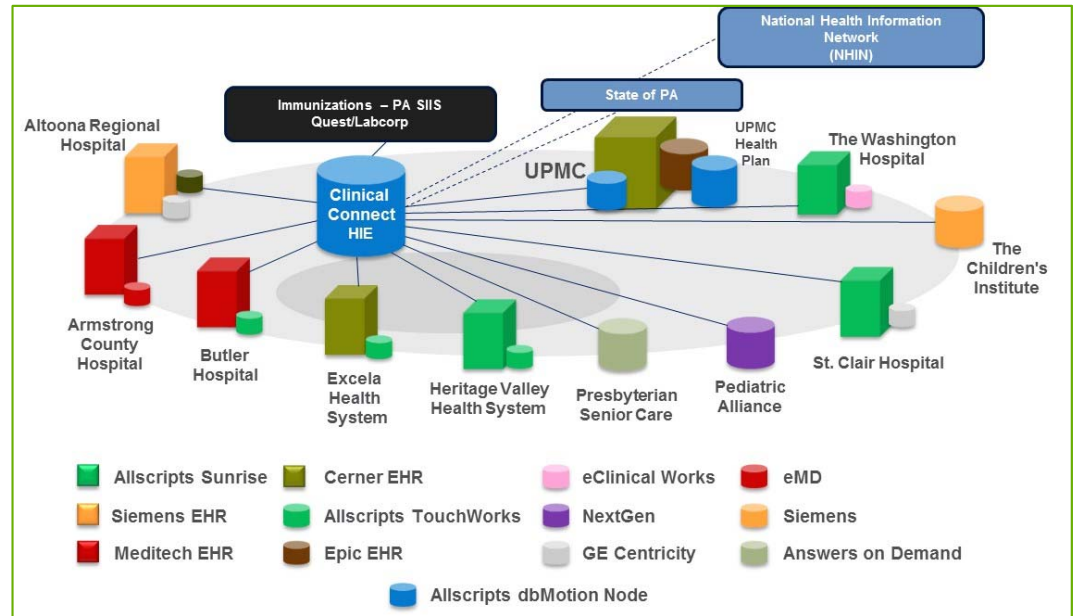 National Health Information
Network
(NHIN)
Immunizations – PA SIIS
Quest/Labcorp
State of PA
Altoona Regional
Hospital
UPMC
UPMC
Health
Plan
The Washington
Hospital
Clinical
Connect
HIE
The
Children's
Institute
Armstrong
County
Hospital
Butler
Hospital
Excela
Health
System
Heritage Valley
Health System
Presbyterian
Senior Care
Pediatric
Alliance
St. Clair Hospital
Allscripts Sunrise
Cerner EHR
eClinical Works
eMD
Siemens EHR
Allscripts TouchWorks
NextGen
Siemens
Meditech EHR
Epic EHR
GE Centricity
Answers on Demand
Allscripts dbMotion Node